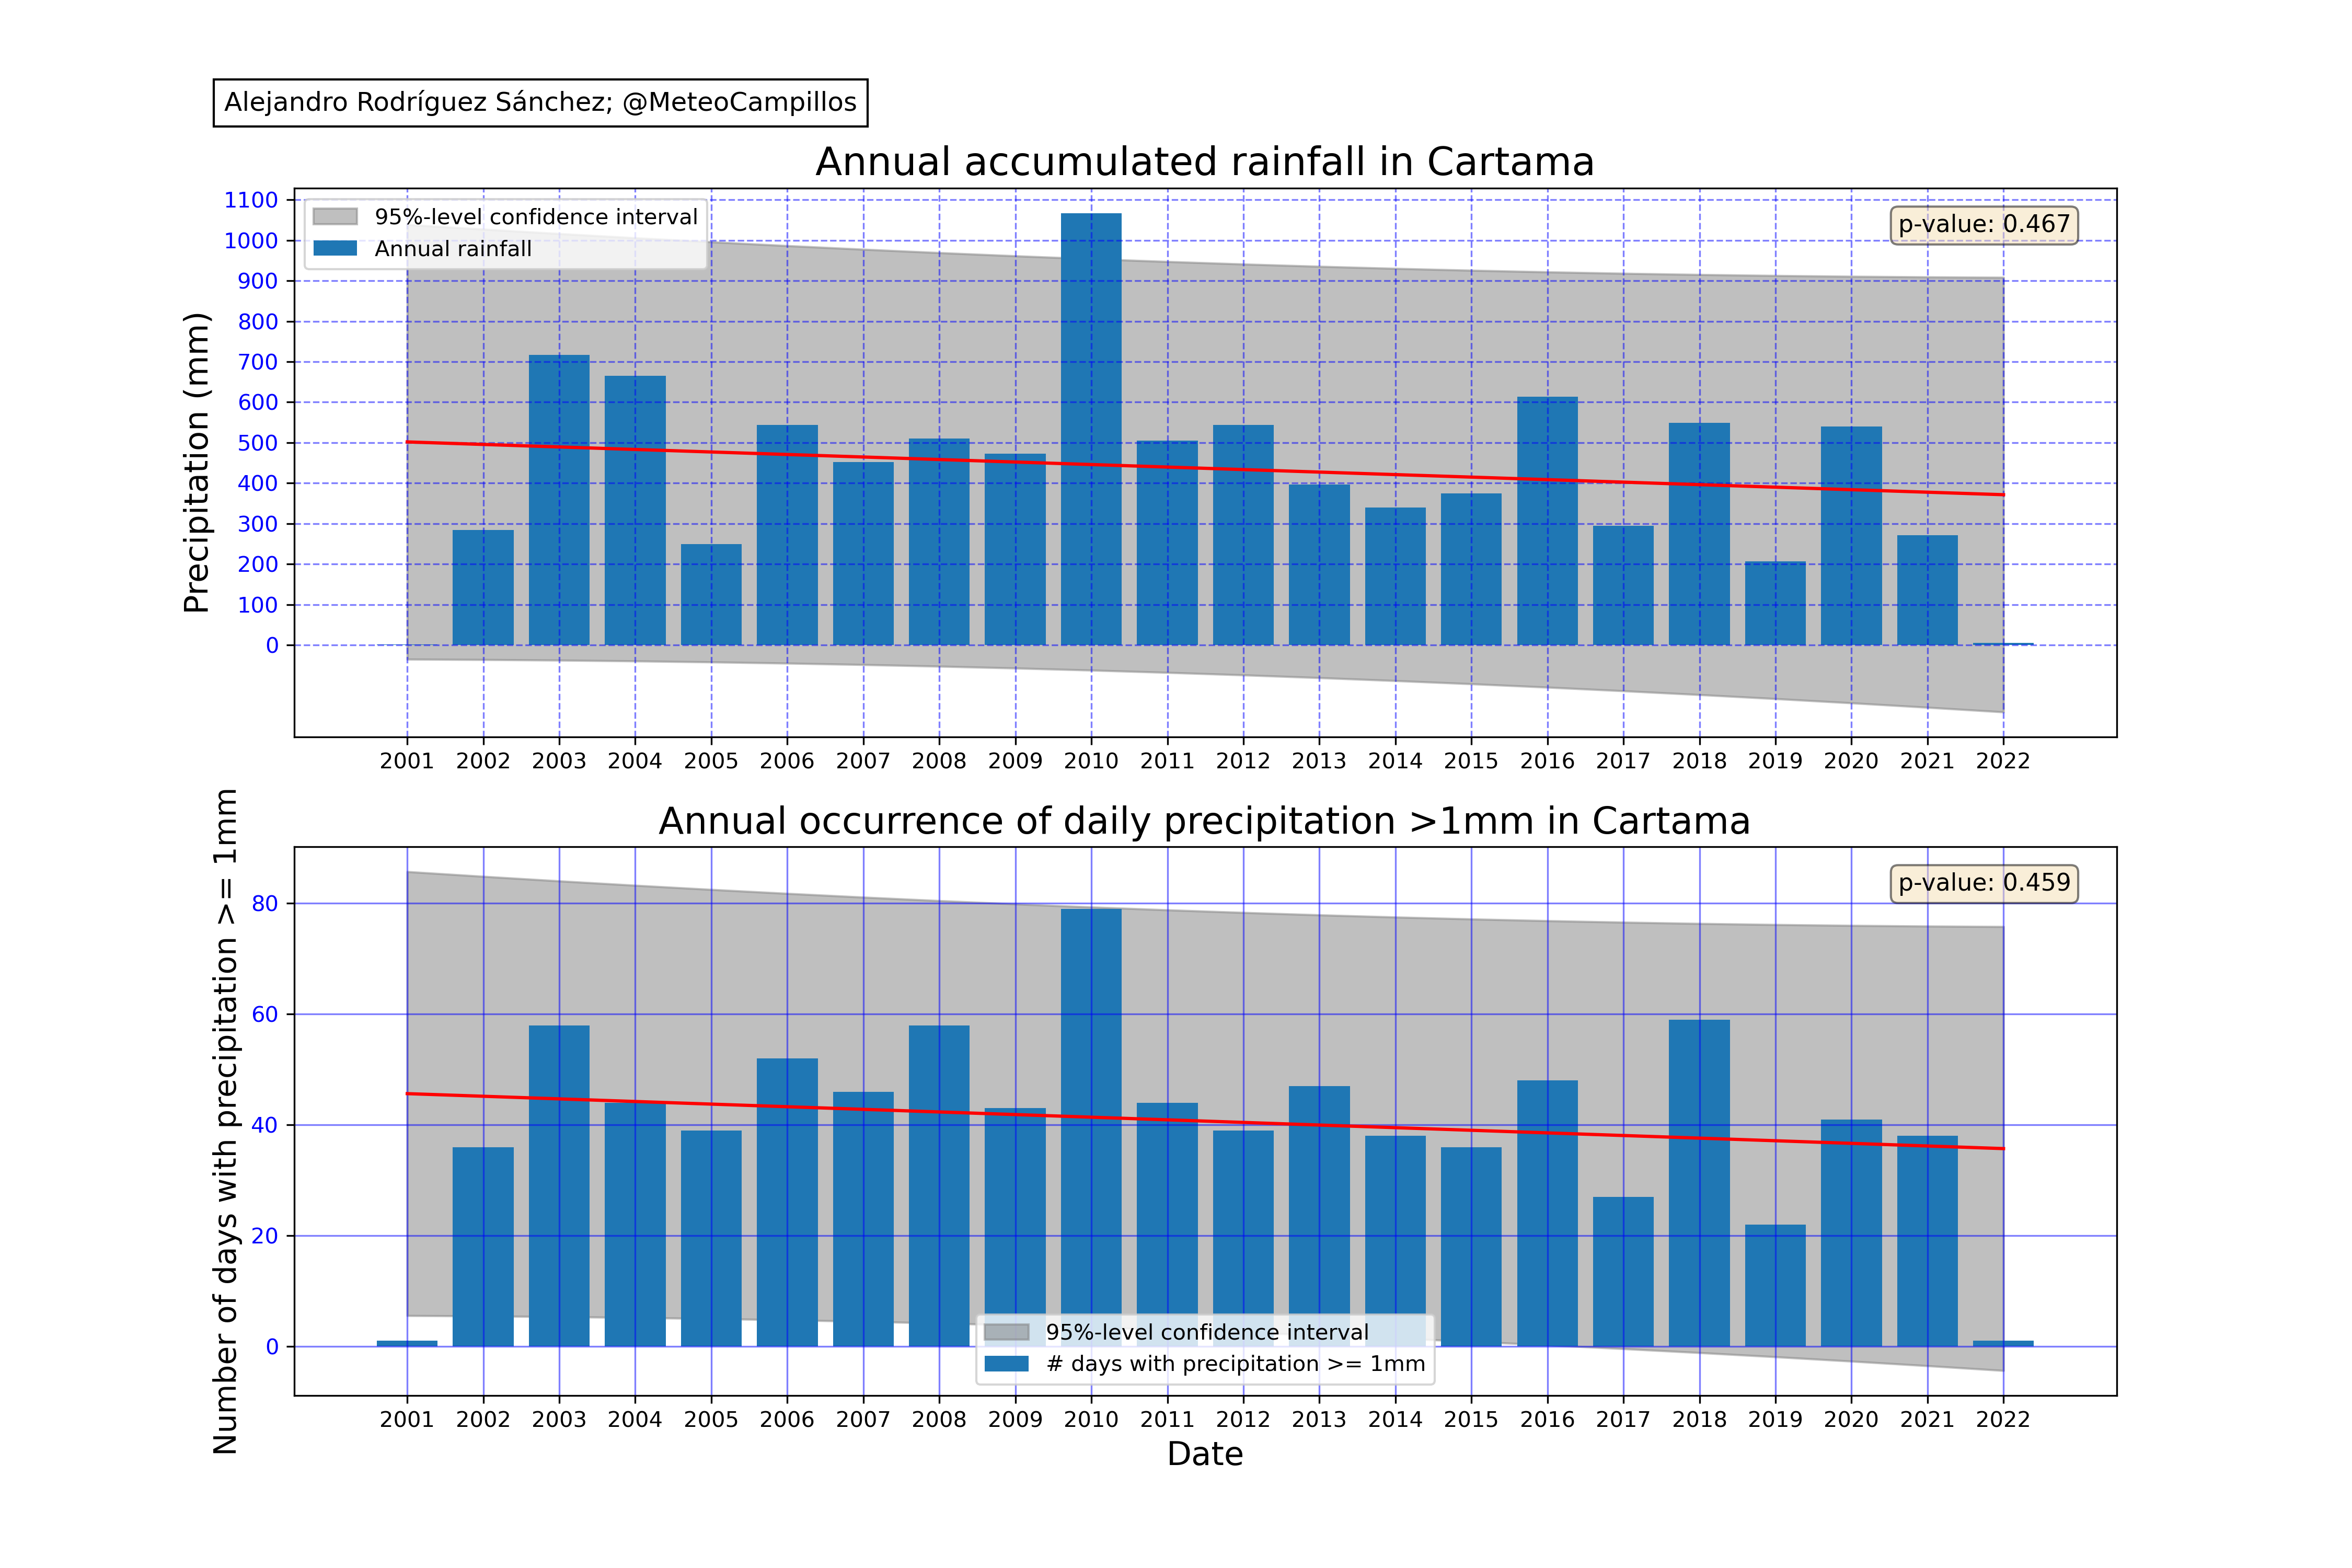 Alejandro Rodríguez Sánchez; @MeteoCampillos
Annual accumulated rainfall in Cartama
Precipitation (mm)
1100
1000
900
800
700
600
500
400
300
200
100
0
95%-level confidence interval
Annual rainfall
p-value: 0.467
2001 2002 2003 2004 2005 2006 2007 2008 2009 2010 2011 2012 2013 2014 2015 2016 2017 2018 2019 2020 2021 2022
Annual occurrence of daily precipitation >1mm in Cartama
Number of days with precipitation >= 1mm
80
60
40
20
0
p-value: 0.459
95%-level confidence interval
# days with precipitation >= 1mm
2001 2002 2003 2004 2005 2006 2007 2008 2009 2010 2011 2012 2013 2014 2015 2016 2017 2018 2019 2020 2021 2022
Date